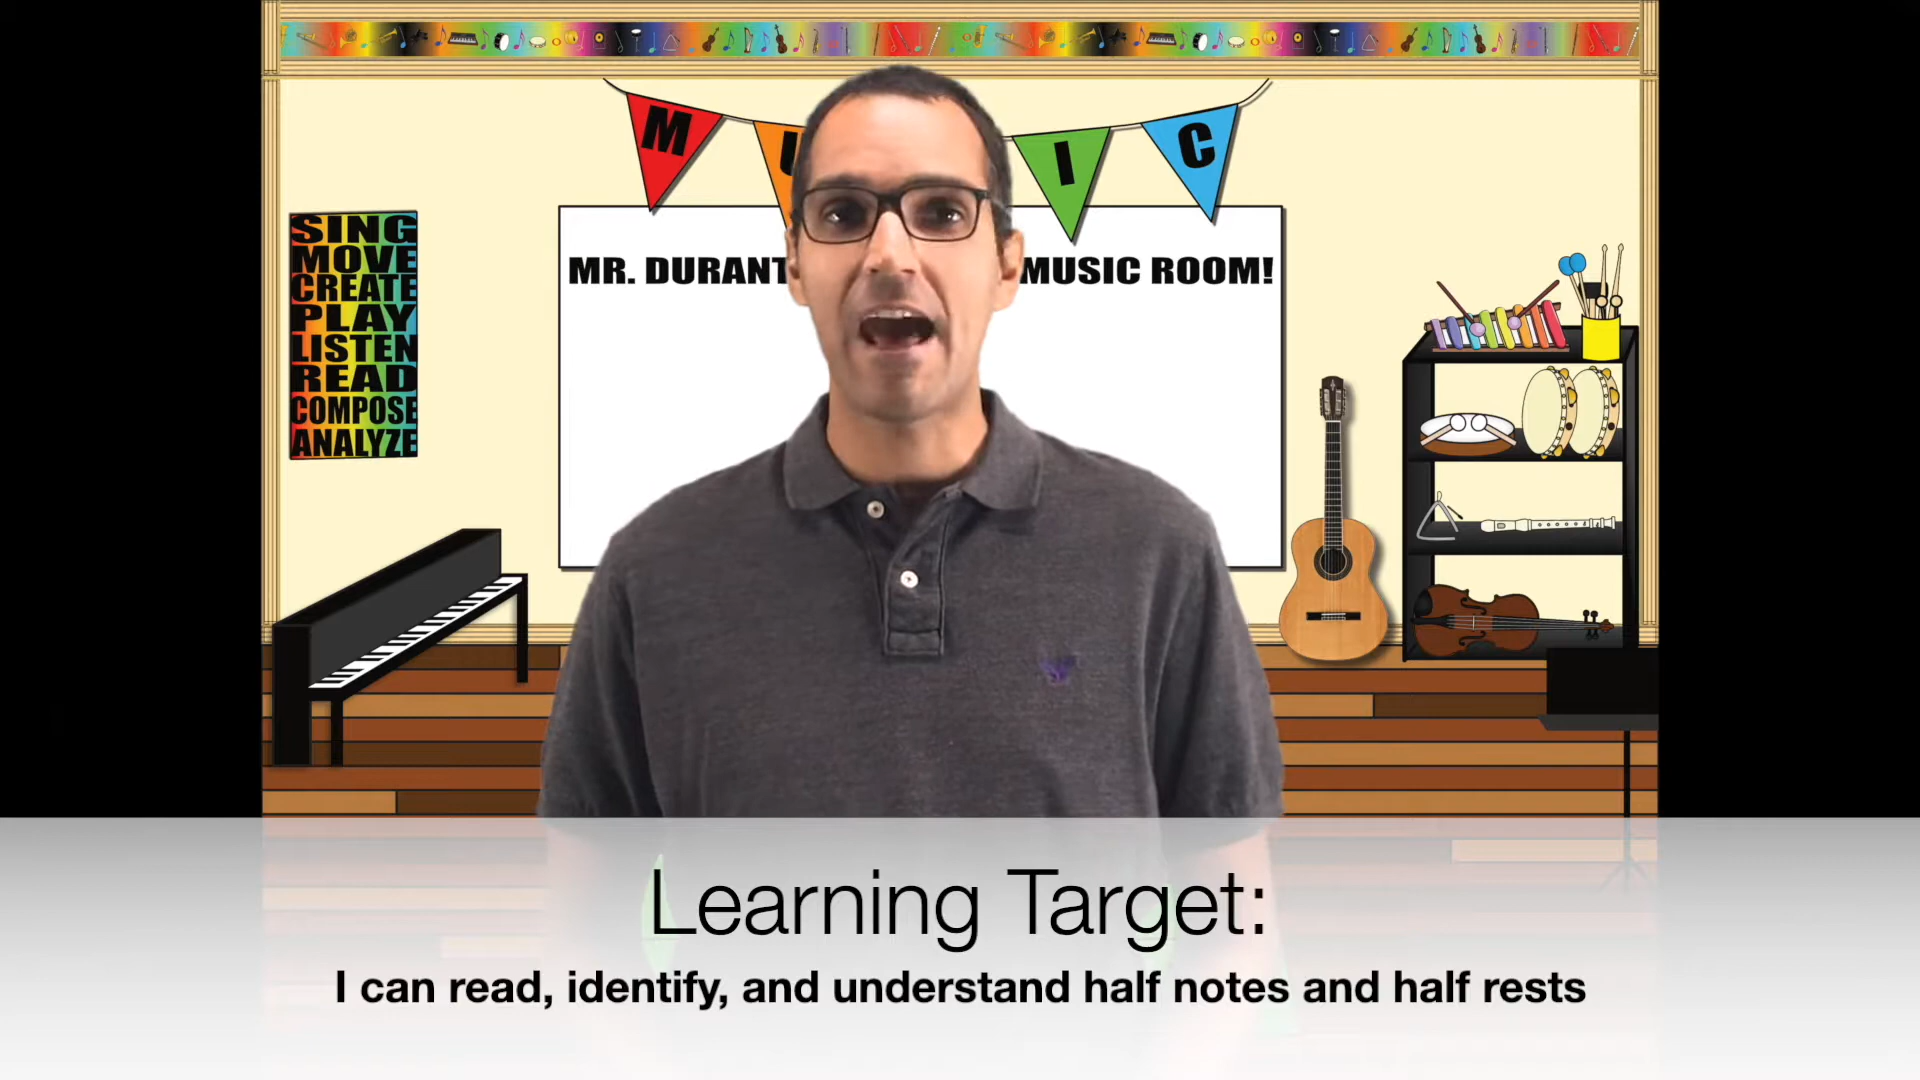 M U I C
MR. DURANT MUSIC ROOM!
SING
MOVE
CREATE
PLAY
LISTEN
READ
COMPOSE
ANALYZE
Learning Target:
I can read, identify, and understand half notes and half rests